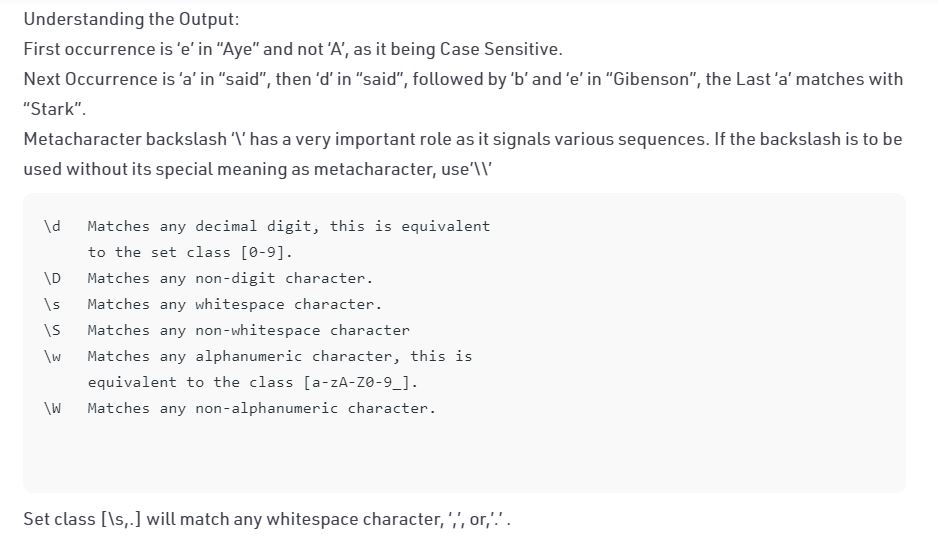 Understanding the Output:
First occurrence is ‘e’ in “Aye” and not ‘A’, as it being Case Sensitive.
Next Occurrence is ‘a’ in “said”, then ‘d’ in “said”, followed by ‘b’ and ‘e’ in “Gibenson”, the Last ‘a’ matches with
“Stark”.
Metacharacter backslash ‘\’ has a very important role as it signals various sequences. If the backslash is to be
used without its special meaning as metacharacter, use’\\’
\d   Matches any decimal digit, this is equivalent
     to the set class [0-9].
\D   Matches any non-digit character.
\s   Matches any whitespace character.
\S   Matches any non-whitespace character
\w   Matches any alphanumeric character, this is
     equivalent to the class [a-zA-Z0-9_].
\W   Matches any non-alphanumeric character.
Set class [\s,.] will match any whitespace character, ‘,’, or,’.’ .